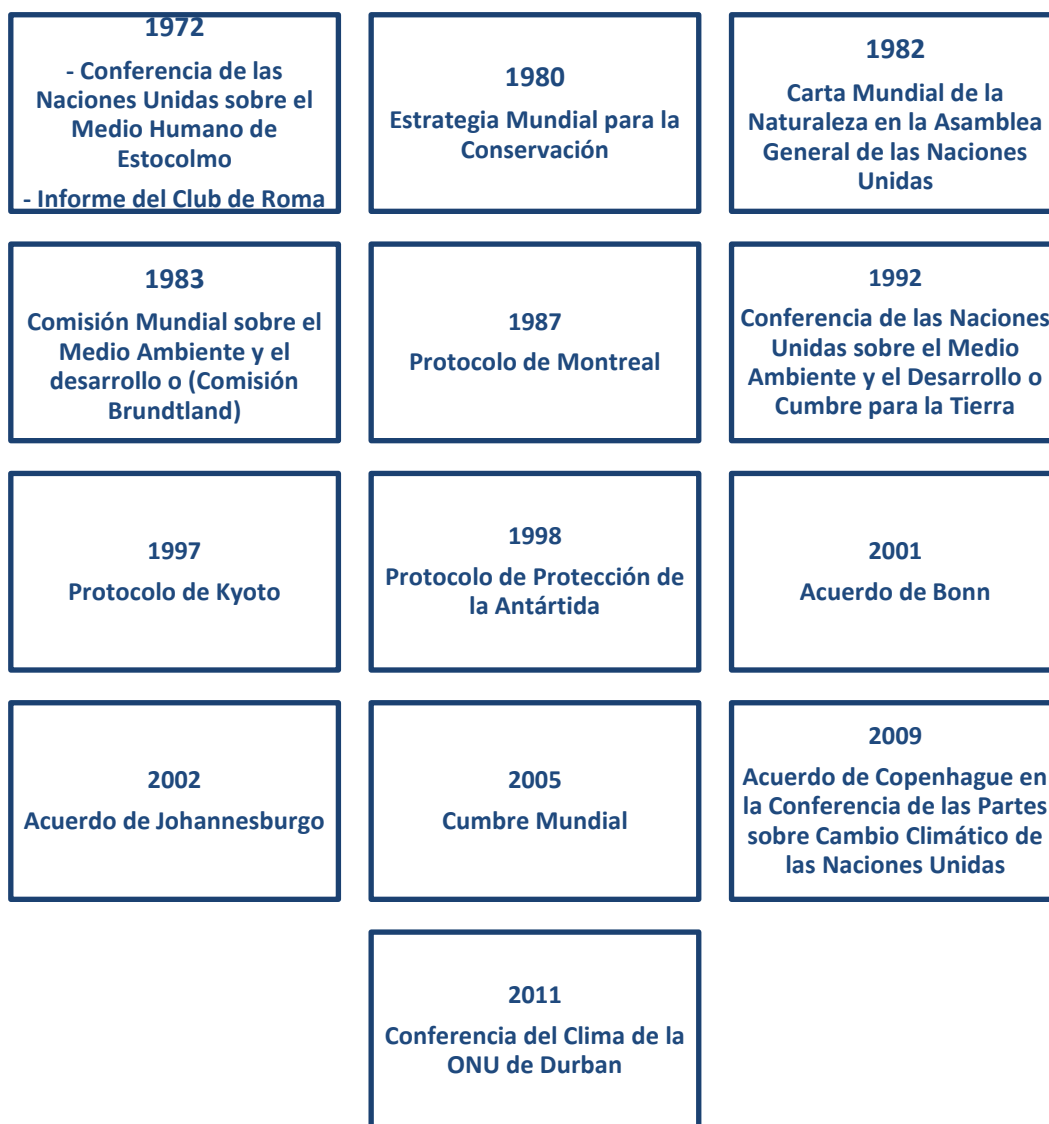 1972
- Conferencia de las
Naciones Unidas sobre el
Medio Humano de
Estocolmo
- Informe del Club de Roma
1980
Estrategia Mundial para la
Conservación
1982
Carta Mundial de la
Naturaleza en la Asamblea
General de las Naciones
Unidas
1983
Comisión Mundial sobre el
Medio Ambiente y el
desarrollo o (Comisión
Brundtland)
1987
Protocolo de Montreal
1992
Conferencia de las Naciones
Unidas sobre el Medio
Ambiente y el Desarrollo o
Cumbre para la Tierra
1997
Protocolo de Kyoto
1998
Protocolo de Protección de
la Antártida
2001
Acuerdo de Bonn
2002
Acuerdo de Johannesburgo
2005
Cumbre Mundial
2009
Acuerdo de Copenhague en
la Conferencia de las Partes
sobre Cambio Climático de
las Naciones Unidas
2011
Conferencia del Clima de la
ONU de Durban